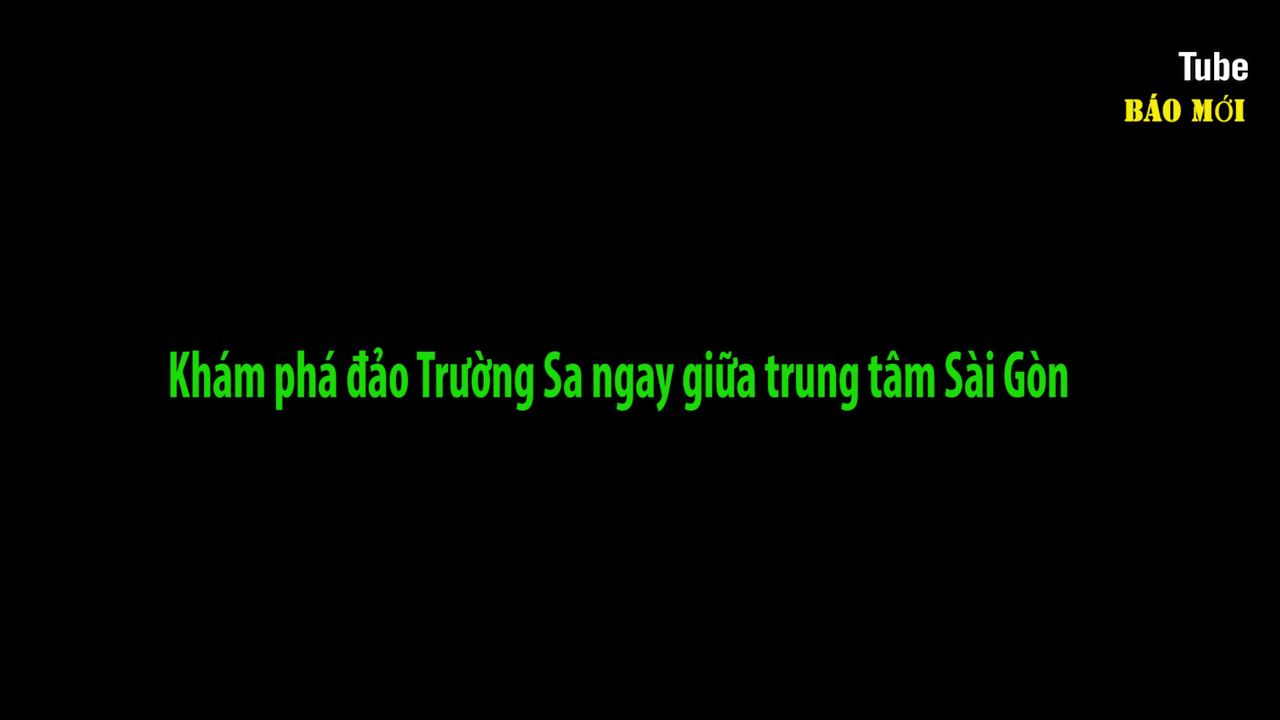 Tube
BÁO MỚI
Khám phá đảo Trường Sa ngay giữa trung tâm Sài Gòn